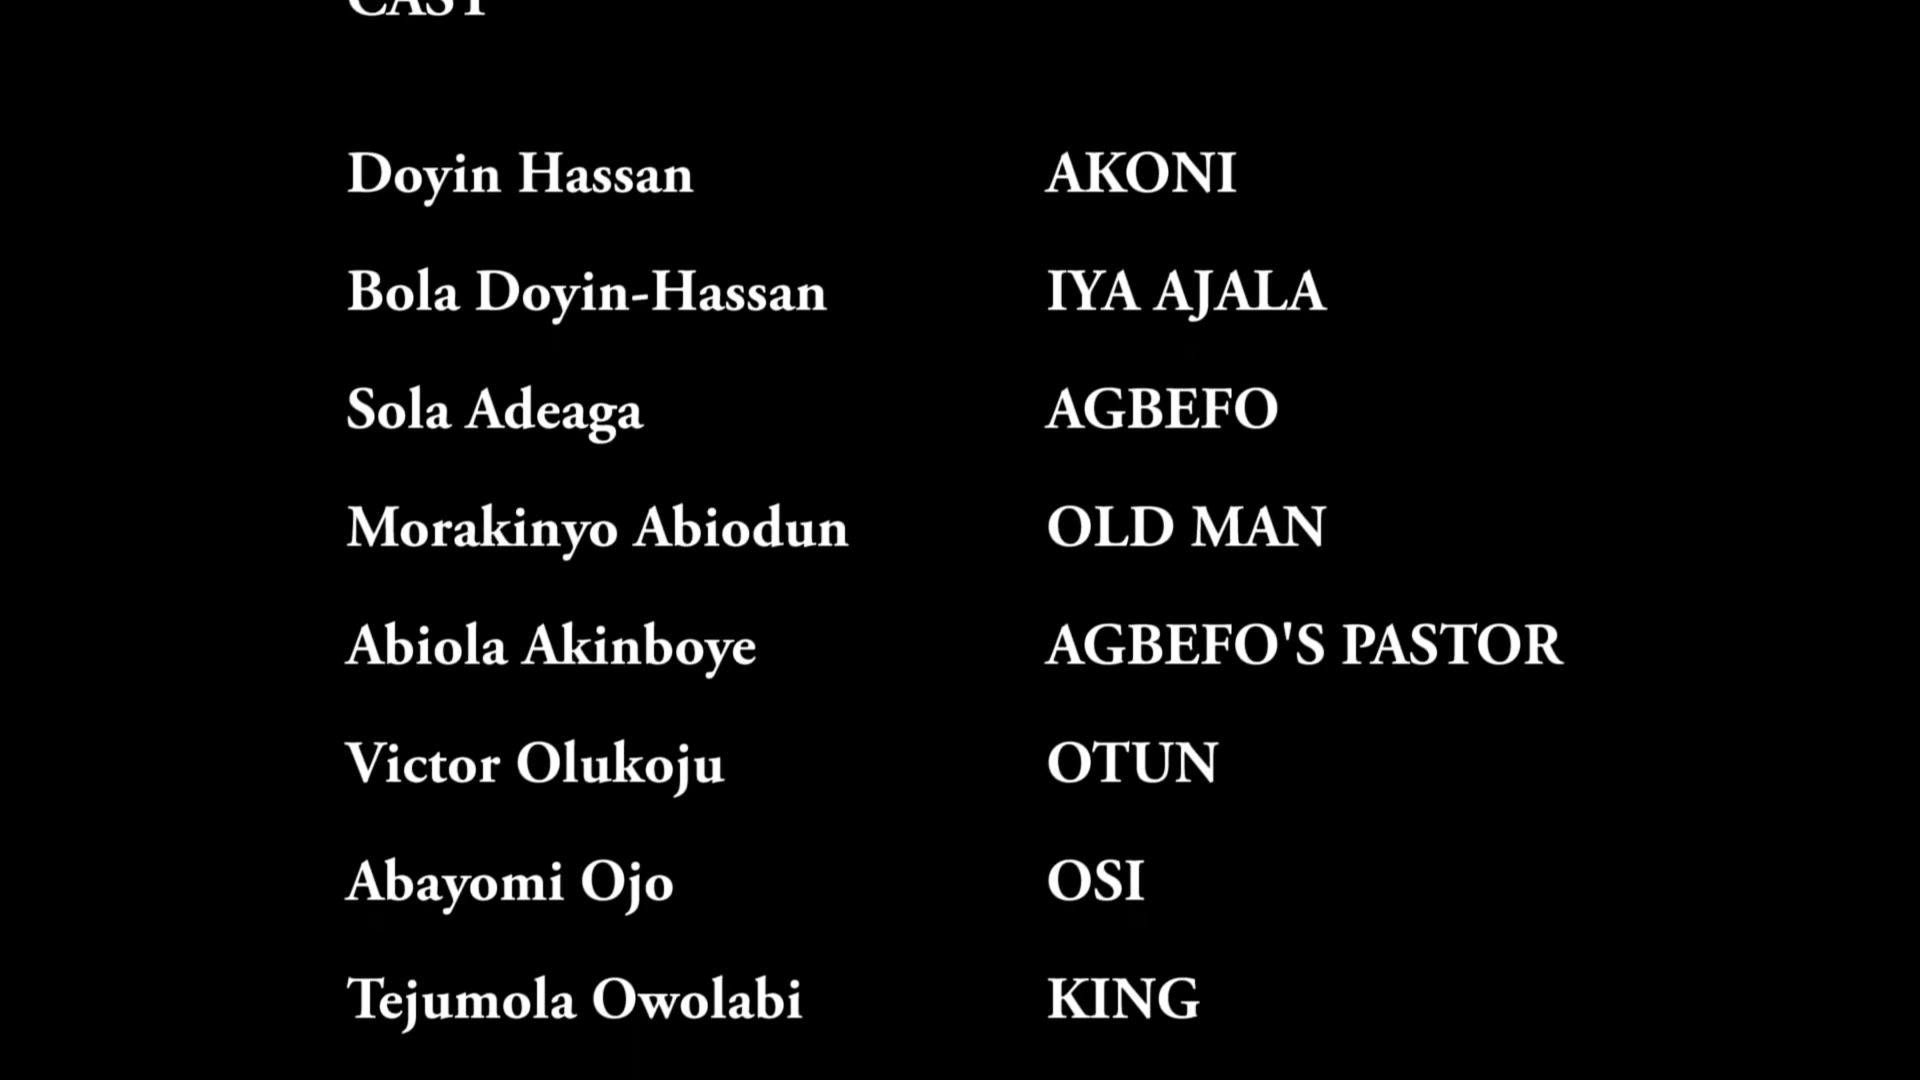 CAST
Doyin Hassan AKONI
Bola Doyin-Hassan IYA AJALA
Sola Adeaga AGBEFO
Morakinyo Abiodun OLD MAN
Abiola Akinboye AGBEFO'S PASTOR
Victor Olukoju OTUN
Abayomi Ojo OSI
Tejumola Owolabi KING